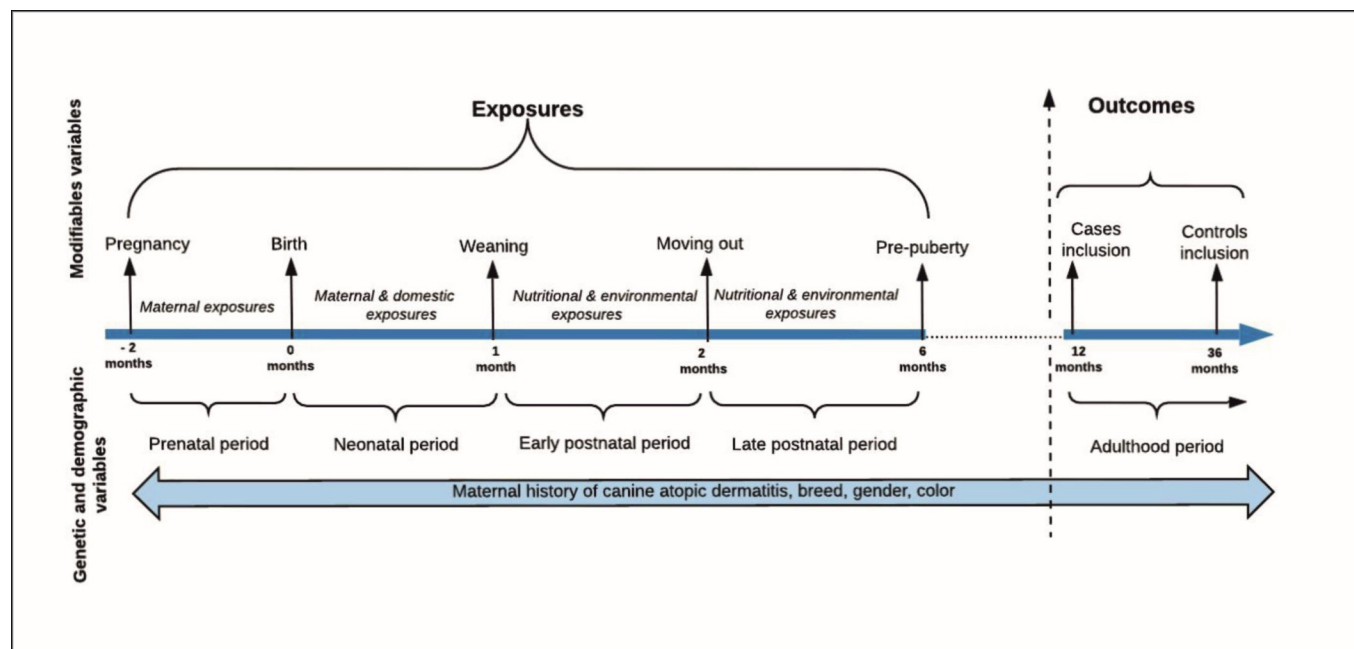 Modifiables variables
Exposures
Outcomes
Pregnancy
Birth
Weaning
Moving out
Pre-puberty
Cases
inclusion
Controls
inclusion
Maternal exposures
Maternal & domestic
exposures
Nutritional & environmental
exposures
Nutritional & environmental
exposures
- 2
months
0
months
1
month
2
months
6
months
12
months
36
months
Genetic and demographic
variables
Prenatal period
Neonatal period
Early postnatal period
Late postnatal period
Adulthood period
Maternal history of canine atopic dermatitis, breed, gender, color